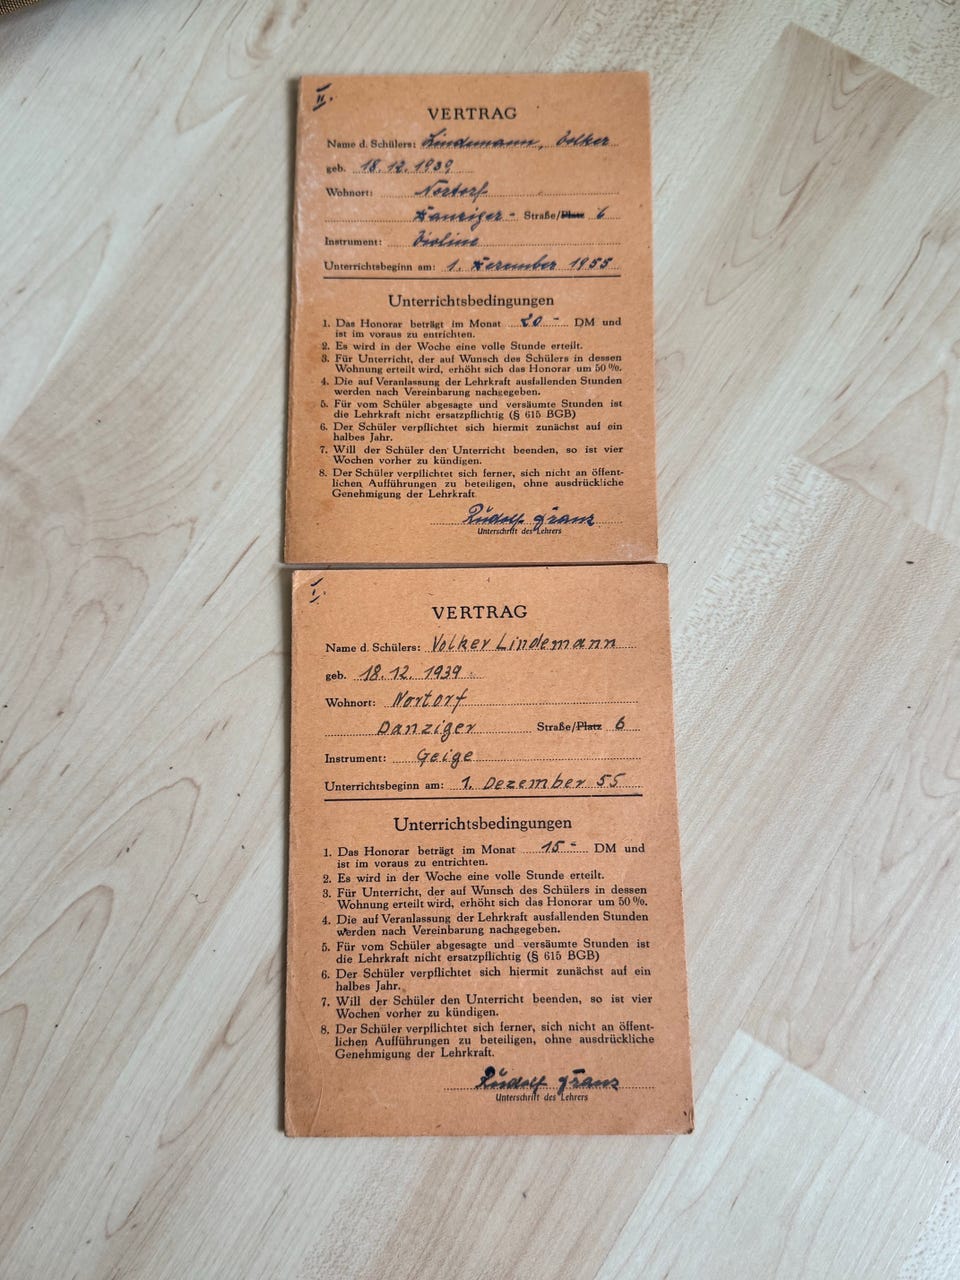 II.
VERTRAG
Name d. Schülers: Lindemann, Volker
geb. 18.12.1939
Wohnort: Nortorf
Danziger- Straße/Platz 6
Instrument: Violine
Unterrichtsbeginn am: 1. Dezember 1955
Unterrichtsbedingungen
1. Das Honorar beträgt im Monat 20- DM und
ist im voraus zu entrichten.
2. Es wird in der Woche eine volle Stunde erteilt.
3. Für Unterricht, der auf Wunsch des Schülers in dessen
Wohnung erteilt wird, erhöht sich das Honorar um 50 %.
4. Die auf Veranlassung der Lehrkraft ausfallenden Stunden
werden nach Vereinbarung nachgegeben.
5. Für vom Schüler abgesagte und versäumte Stunden ist
die Lehrkraft nicht ersatzpflichtig (§ 615 BGB)
6. Der Schüler verpflichtet sich hiermit zunächst auf ein
halbes Jahr.
7. Will der Schüler den Unterricht beenden, so ist vier
Wochen vorher zu kündigen.
8. Der Schüler verpflichtet sich ferner, sich nicht an öffent-
lichen Aufführungen zu beteiligen, ohne ausdrückliche
Genehmigung der Lehrkraft
Rudolf Franz
Unterschrift des Lehrers
I.
VERTRAG
Name d. Schülers: Volker Lindemann
geb. 18.12.1939
Wohnort: Nortorf
Danziger Straße/Platz 6
Instrument: Geige
Unterrichtsbeginn am: 1. Dezember 55
Unterrichtsbedingungen
1. Das Honorar beträgt im Monat 15- DM und
ist im voraus zu entrichten.
2. Es wird in der Woche eine volle Stunde erteilt.
3. Für Unterricht, der auf Wunsch des Schülers in dessen
Wohnung erteilt wird, erhöht sich das Honorar um 50 %.
4. Die auf Veranlassung der Lehrkraft ausfallenden Stunden
werden nach Vereinbarung nachgegeben.
5. Für vom Schüler abgesagte und versäumte Stunden ist
die Lehrkraft nicht ersatzpflichtig (§ 615 BGB)
6. Der Schüler verpflichtet sich hiermit zunächst auf ein
halbes Jahr.
7. Will der Schüler den Unterricht beenden, so ist vier
Wochen vorher zu kündigen.
8. Der Schüler verpflichtet sich ferner, sich nicht an öffent-
lichen Aufführungen zu beteiligen, ohne ausdrückliche
Genehmigung der Lehrkraft.
Rudolf Franz
Unterschrift des Lehrers